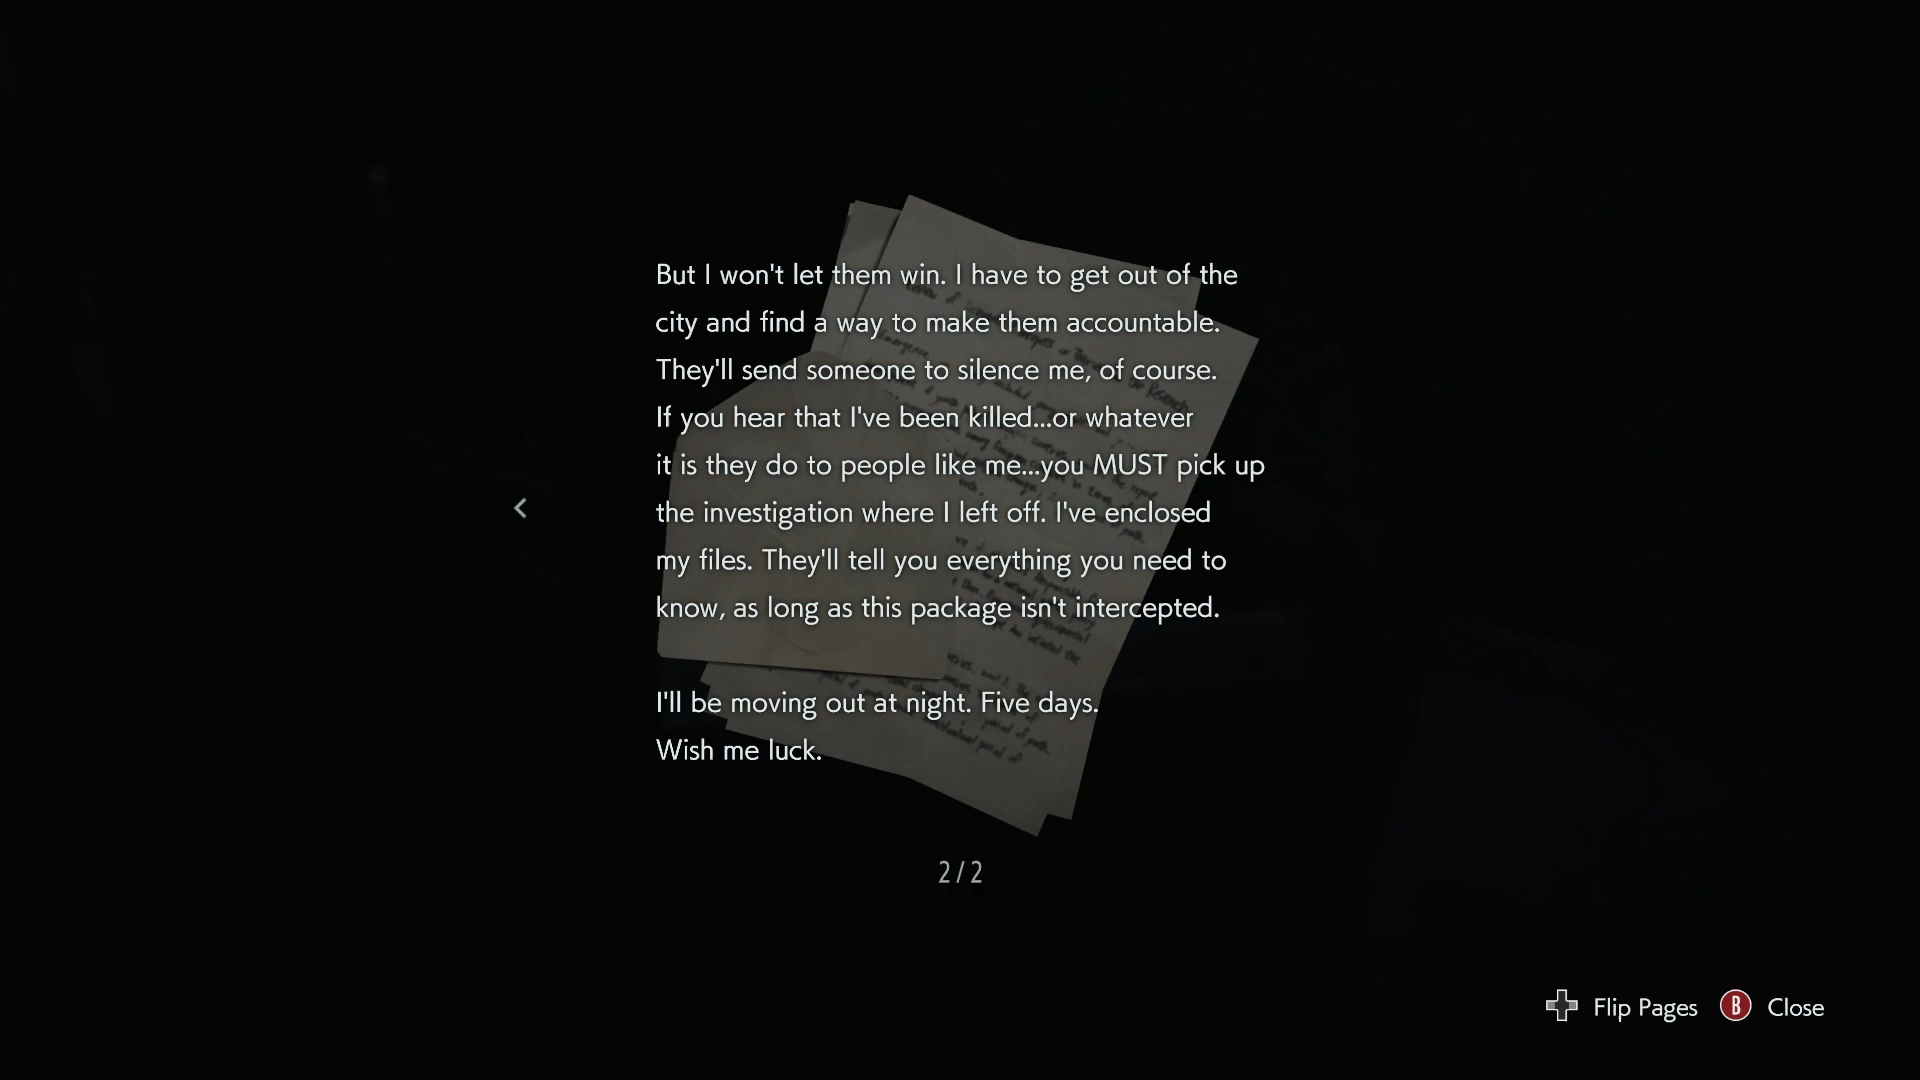 But I won't let them win. I have to get out of the
city and find a way to make them accountable.
They'll send someone to silence me, of course.
If you hear that I've been killed...or whatever
it is they do to people like me...you MUST pick up
the investigation where I left off. I've enclosed
my files. They'll tell you everything you need to
know, as long as this package isn't intercepted.
I'll be moving out at night. Five days.
Wish me luck.
2 / 2
Flip Pages B Close